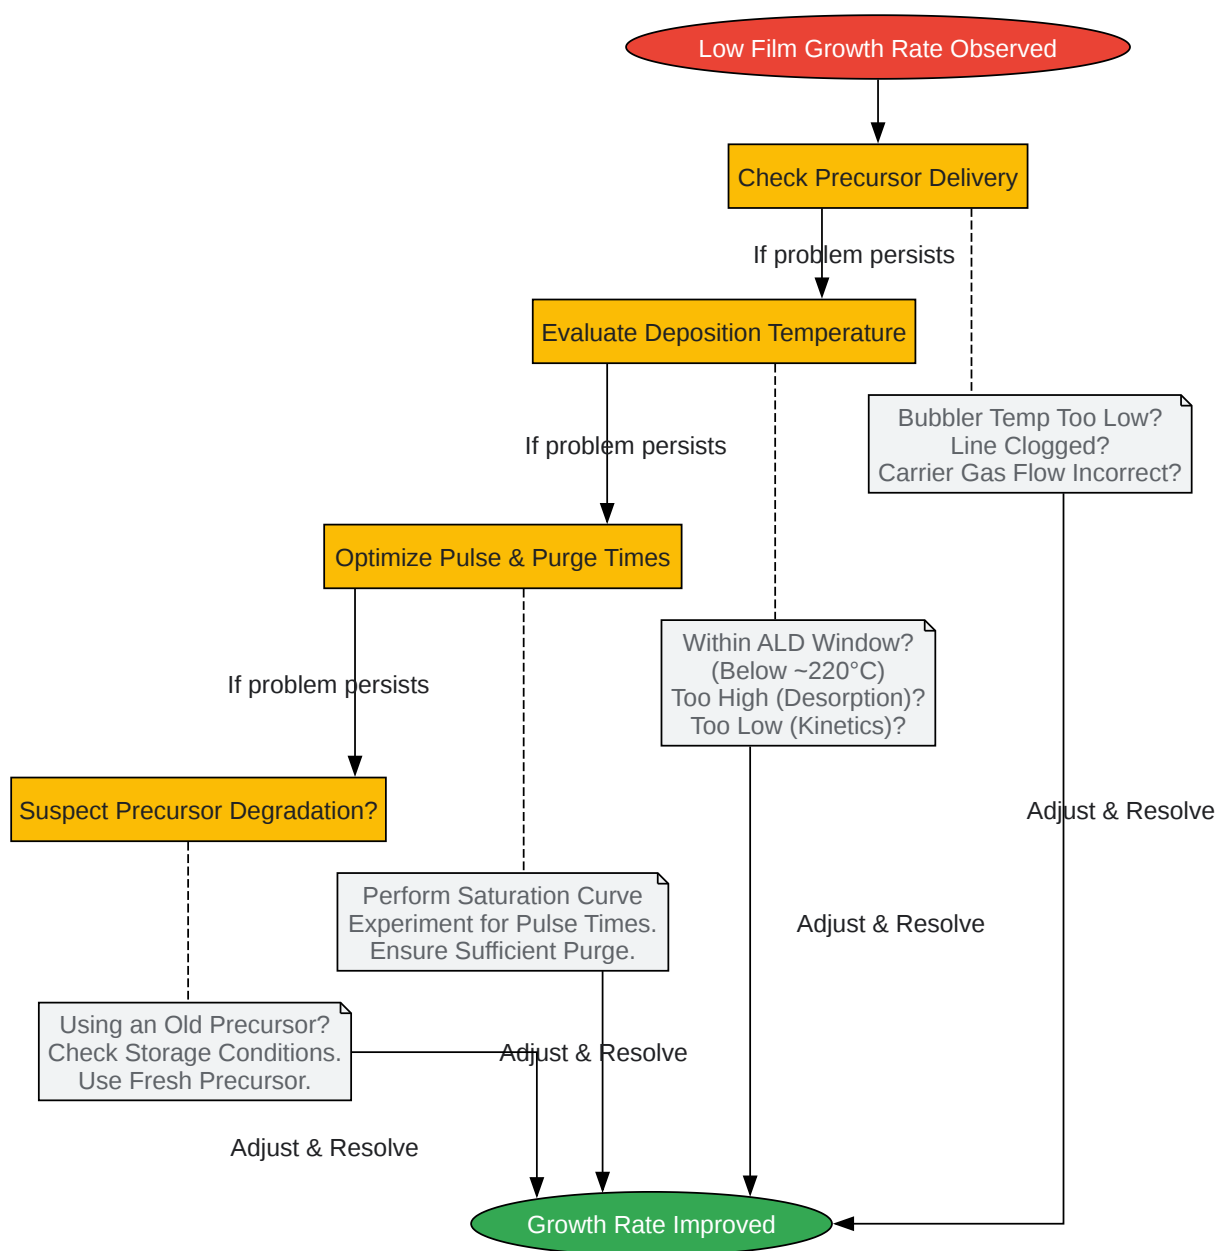 Low Film Growth Rate Observed
Check Precursor Delivery
If problem persists
Evaluate Deposition Temperature
Bubbler Temp Too Low?
Line Clogged?
Carrier Gas Flow Incorrect?
If problem persists
Optimize Pulse & Purge Times
Within ALD Window?
(Below ~220°C)
Too High (Desorption)?
Too Low (Kinetics)?
If problem persists
Suspect Precursor Degradation?
Adjust & Resolve
Perform Saturation Curve
Experiment for Pulse Times.
Ensure Sufficient Purge.
Adjust & Resolve
Using an Old Precursor?
Check Storage Conditions.
Use Fresh Precursor.
Adjust & Resolve
Adjust & Resolve
Growth Rate Improved